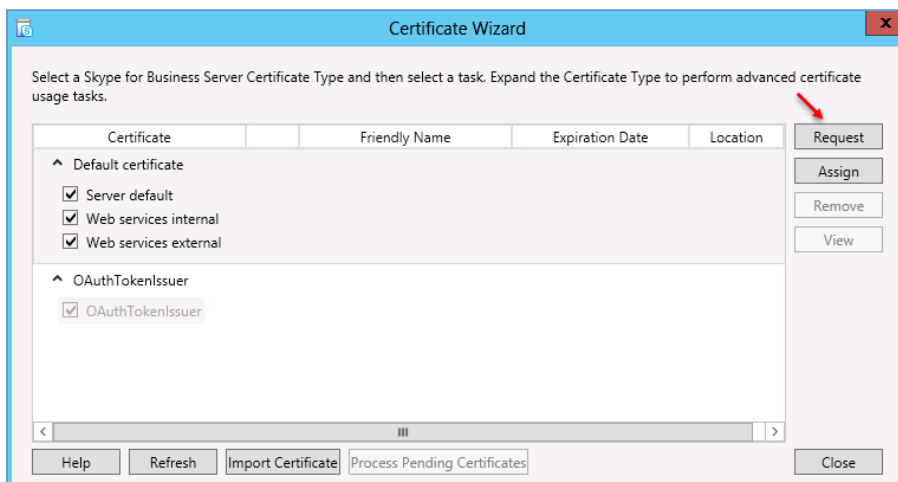 Certificate Wizard
x
Select a Skype for Business Server Certificate Type and then select a task. Expand the Certificate Type to perform advanced certificate
usage tasks.
Certificate Friendly Name Expiration Date Location
Request
Default certificate
Assign
Server default
Remove
Web services internal
Web services external
View
OAuthTokenIssuer
OAuthTokenIssuer
Help Refresh Import Certificate Process Pending Certificates Close